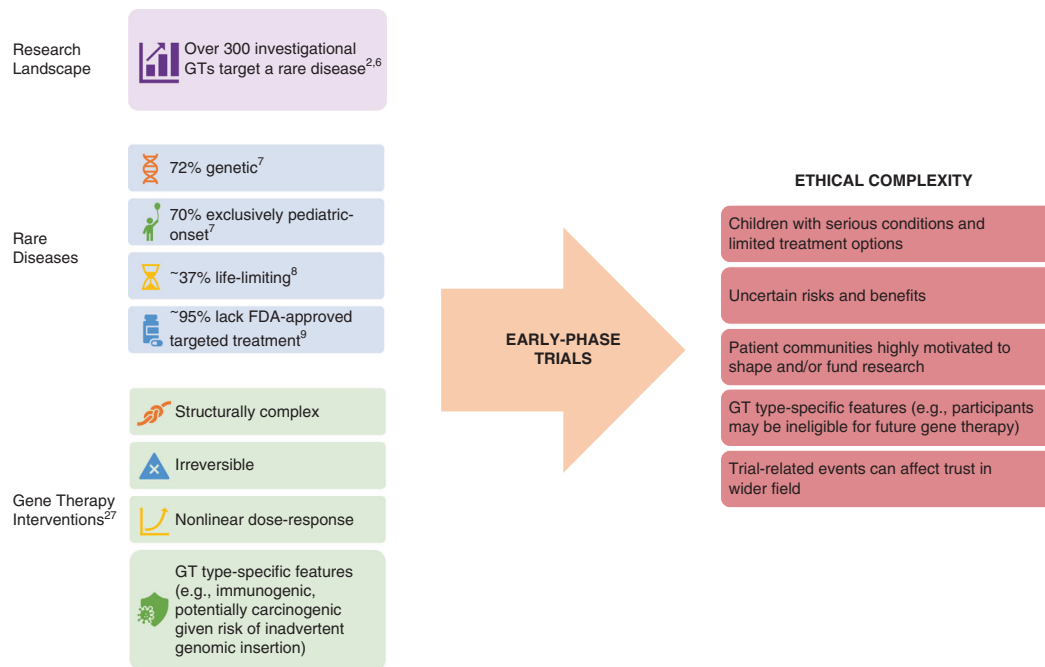 Research
Landscape
Over 300 investigational
GTs target a rare disease2,6
Rare
Diseases
72% genetic7
70% exclusively pediatric-
onset7
~37% life-limiting8
~95% lack FDA-approved
targeted treatment9
Gene Therapy
Interventions27
Structurally complex
Irreversible
Nonlinear dose-response
GT type-specific features
(e.g., immunogenic,
potentially carcinogenic
given risk of inadvertent
genomic insertion)
EARLY-PHASE
TRIALS
ETHICAL COMPLEXITY
Children with serious conditions and
limited treatment options
Uncertain risks and benefits
Patient communities highly motivated to
shape and/or fund research
GT type-specific features (e.g., participants
may be ineligible for future gene therapy)
Trial-related events can affect trust in
wider field